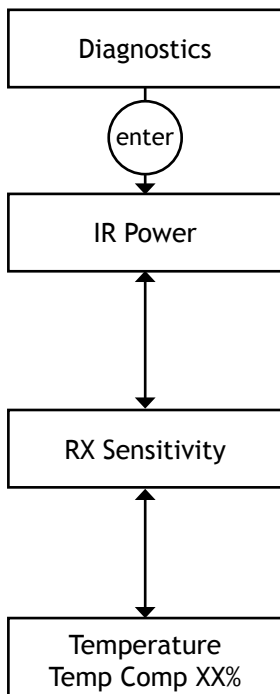 Diagnostics
enter
IR Power
RX Sensitivity
Temperature
Temp Comp XX%